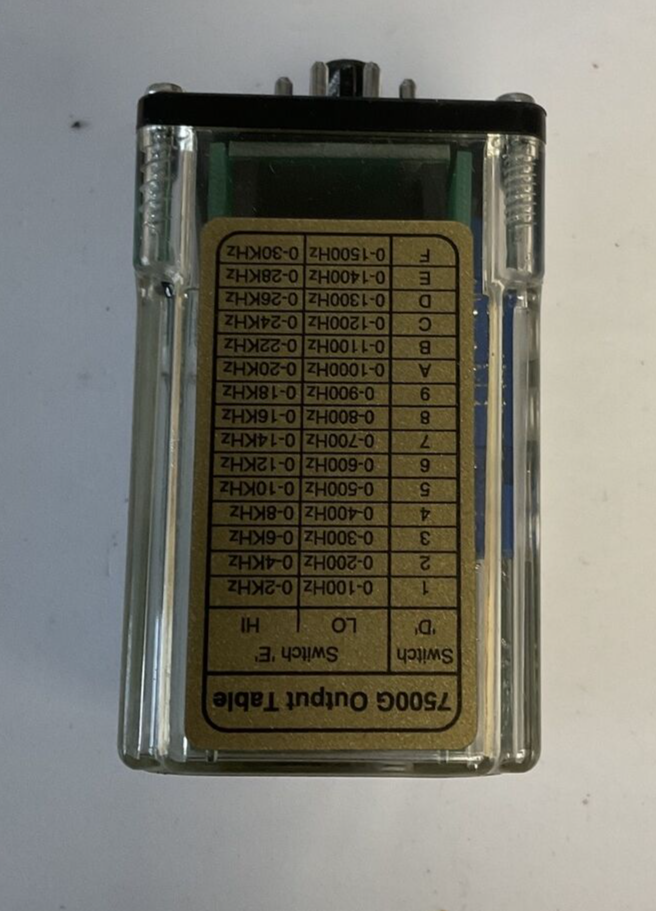 7500G Output Table
Switch Switch 'E'
'D' LO HI
1 0-100Hz 0-2KHz
2 0-200Hz 0-4KHz
3 0-300Hz 0-6KHz
4 0-400Hz 0-8KHz
5 0-500Hz 0-10KHz
6 0-600Hz 0-12KHz
7 0-700Hz 0-14KHz
8 0-800Hz 0-16KHz
9 0-900Hz 0-18KHz
A 0-1000Hz 0-20KHz
B 0-1100Hz 0-22KHz
C 0-1200Hz 0-24KHz
D 0-1300Hz 0-26KHz
E 0-1400Hz 0-28KHz
F 0-1500Hz 0-30KHz